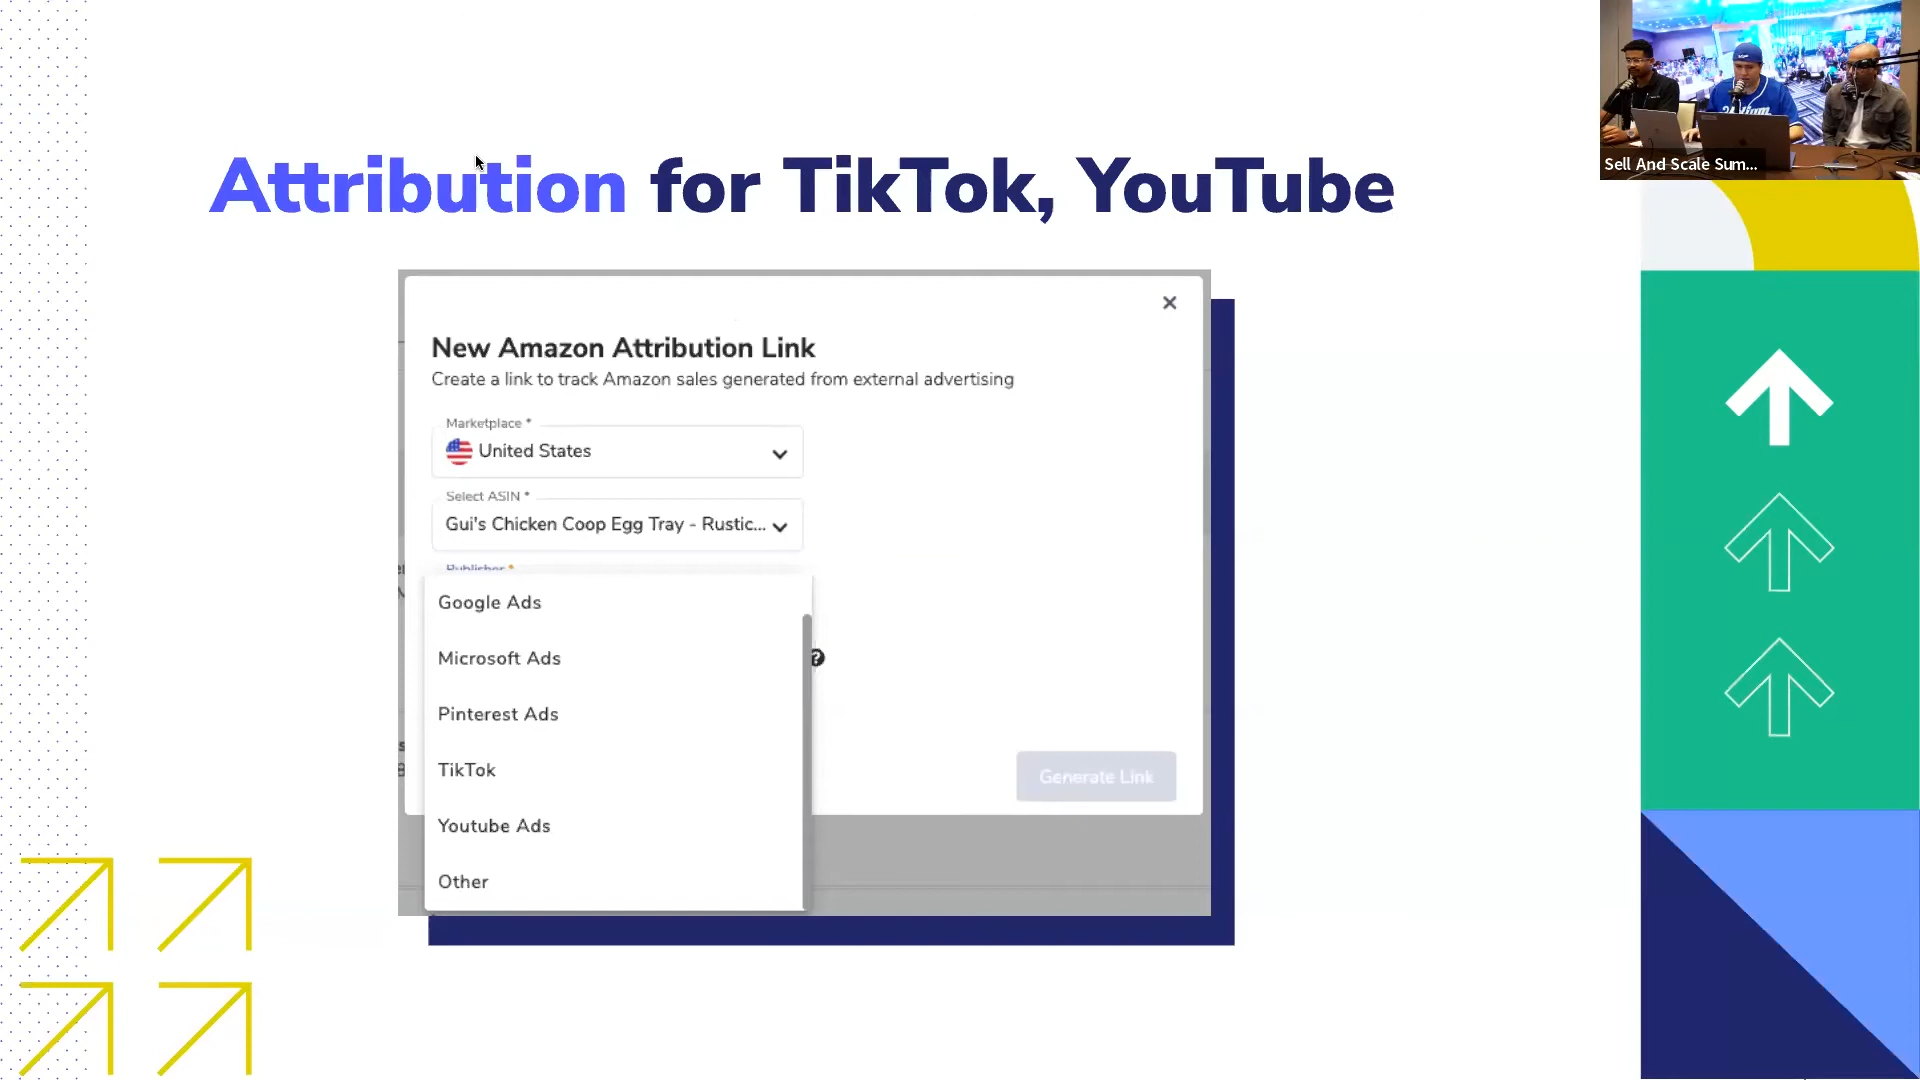 Sell And Scale Sum...
Attribution for TikTok, YouTube
New Amazon Attribution Link
Create a link to track Amazon sales generated from external advertising
Marketplace *
United States
Select ASIN *
Gui's Chicken Coop Egg Tray - Rustic...
Publisher *
Google Ads
Microsoft Ads
Pinterest Ads
TikTok
Youtube Ads
Other
Generate Link